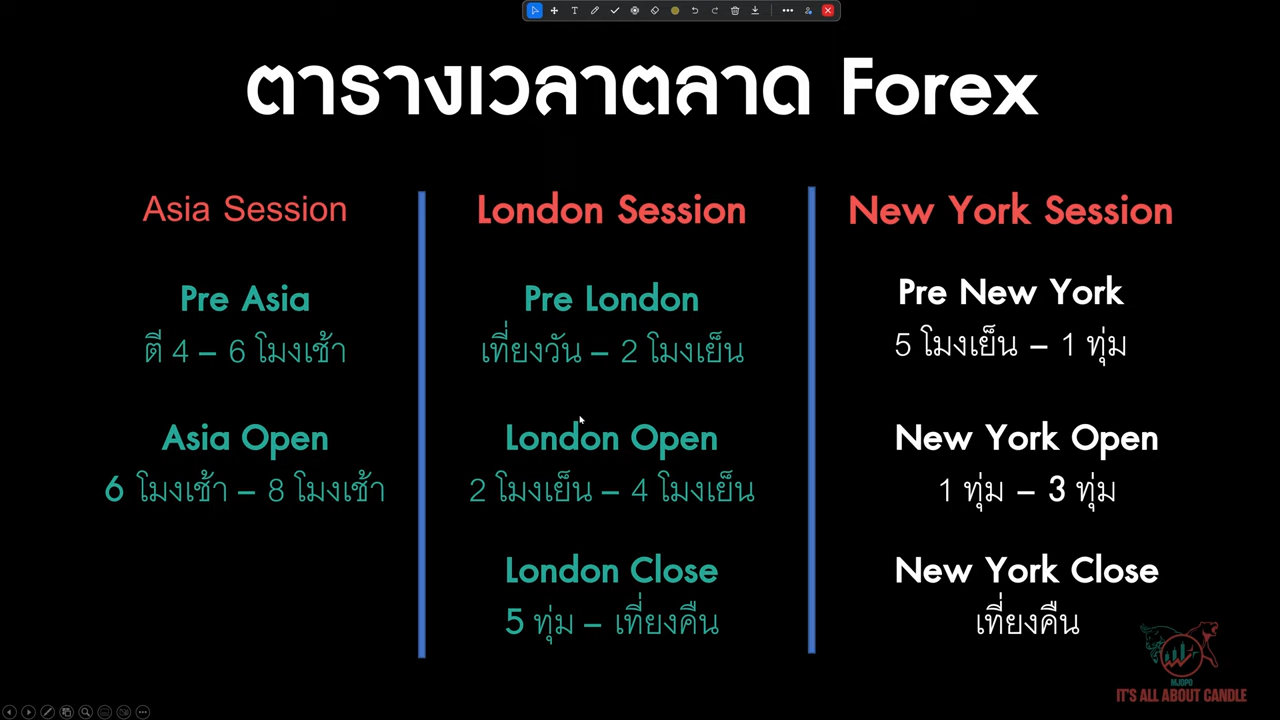 ตารางเวลาตลาด Forex
Asia Session
Pre Asia
ตี 4 – 6 โมงเช้า
Asia Open
6 โมงเช้า – 8 โมงเช้า
London Session
Pre London
เที่ยงวัน – 2 โมงเย็น
London Open
2 โมงเย็น – 4 โมงเย็น
London Close
5 ทุ่ม – เที่ยงคืน
New York Session
Pre New York
5 โมงเย็น – 1 ทุ่ม
New York Open
1 ทุ่ม – 3 ทุ่ม
New York Close
เที่ยงคืน
MJOPO
IT'S ALL ABOUT CANDLE